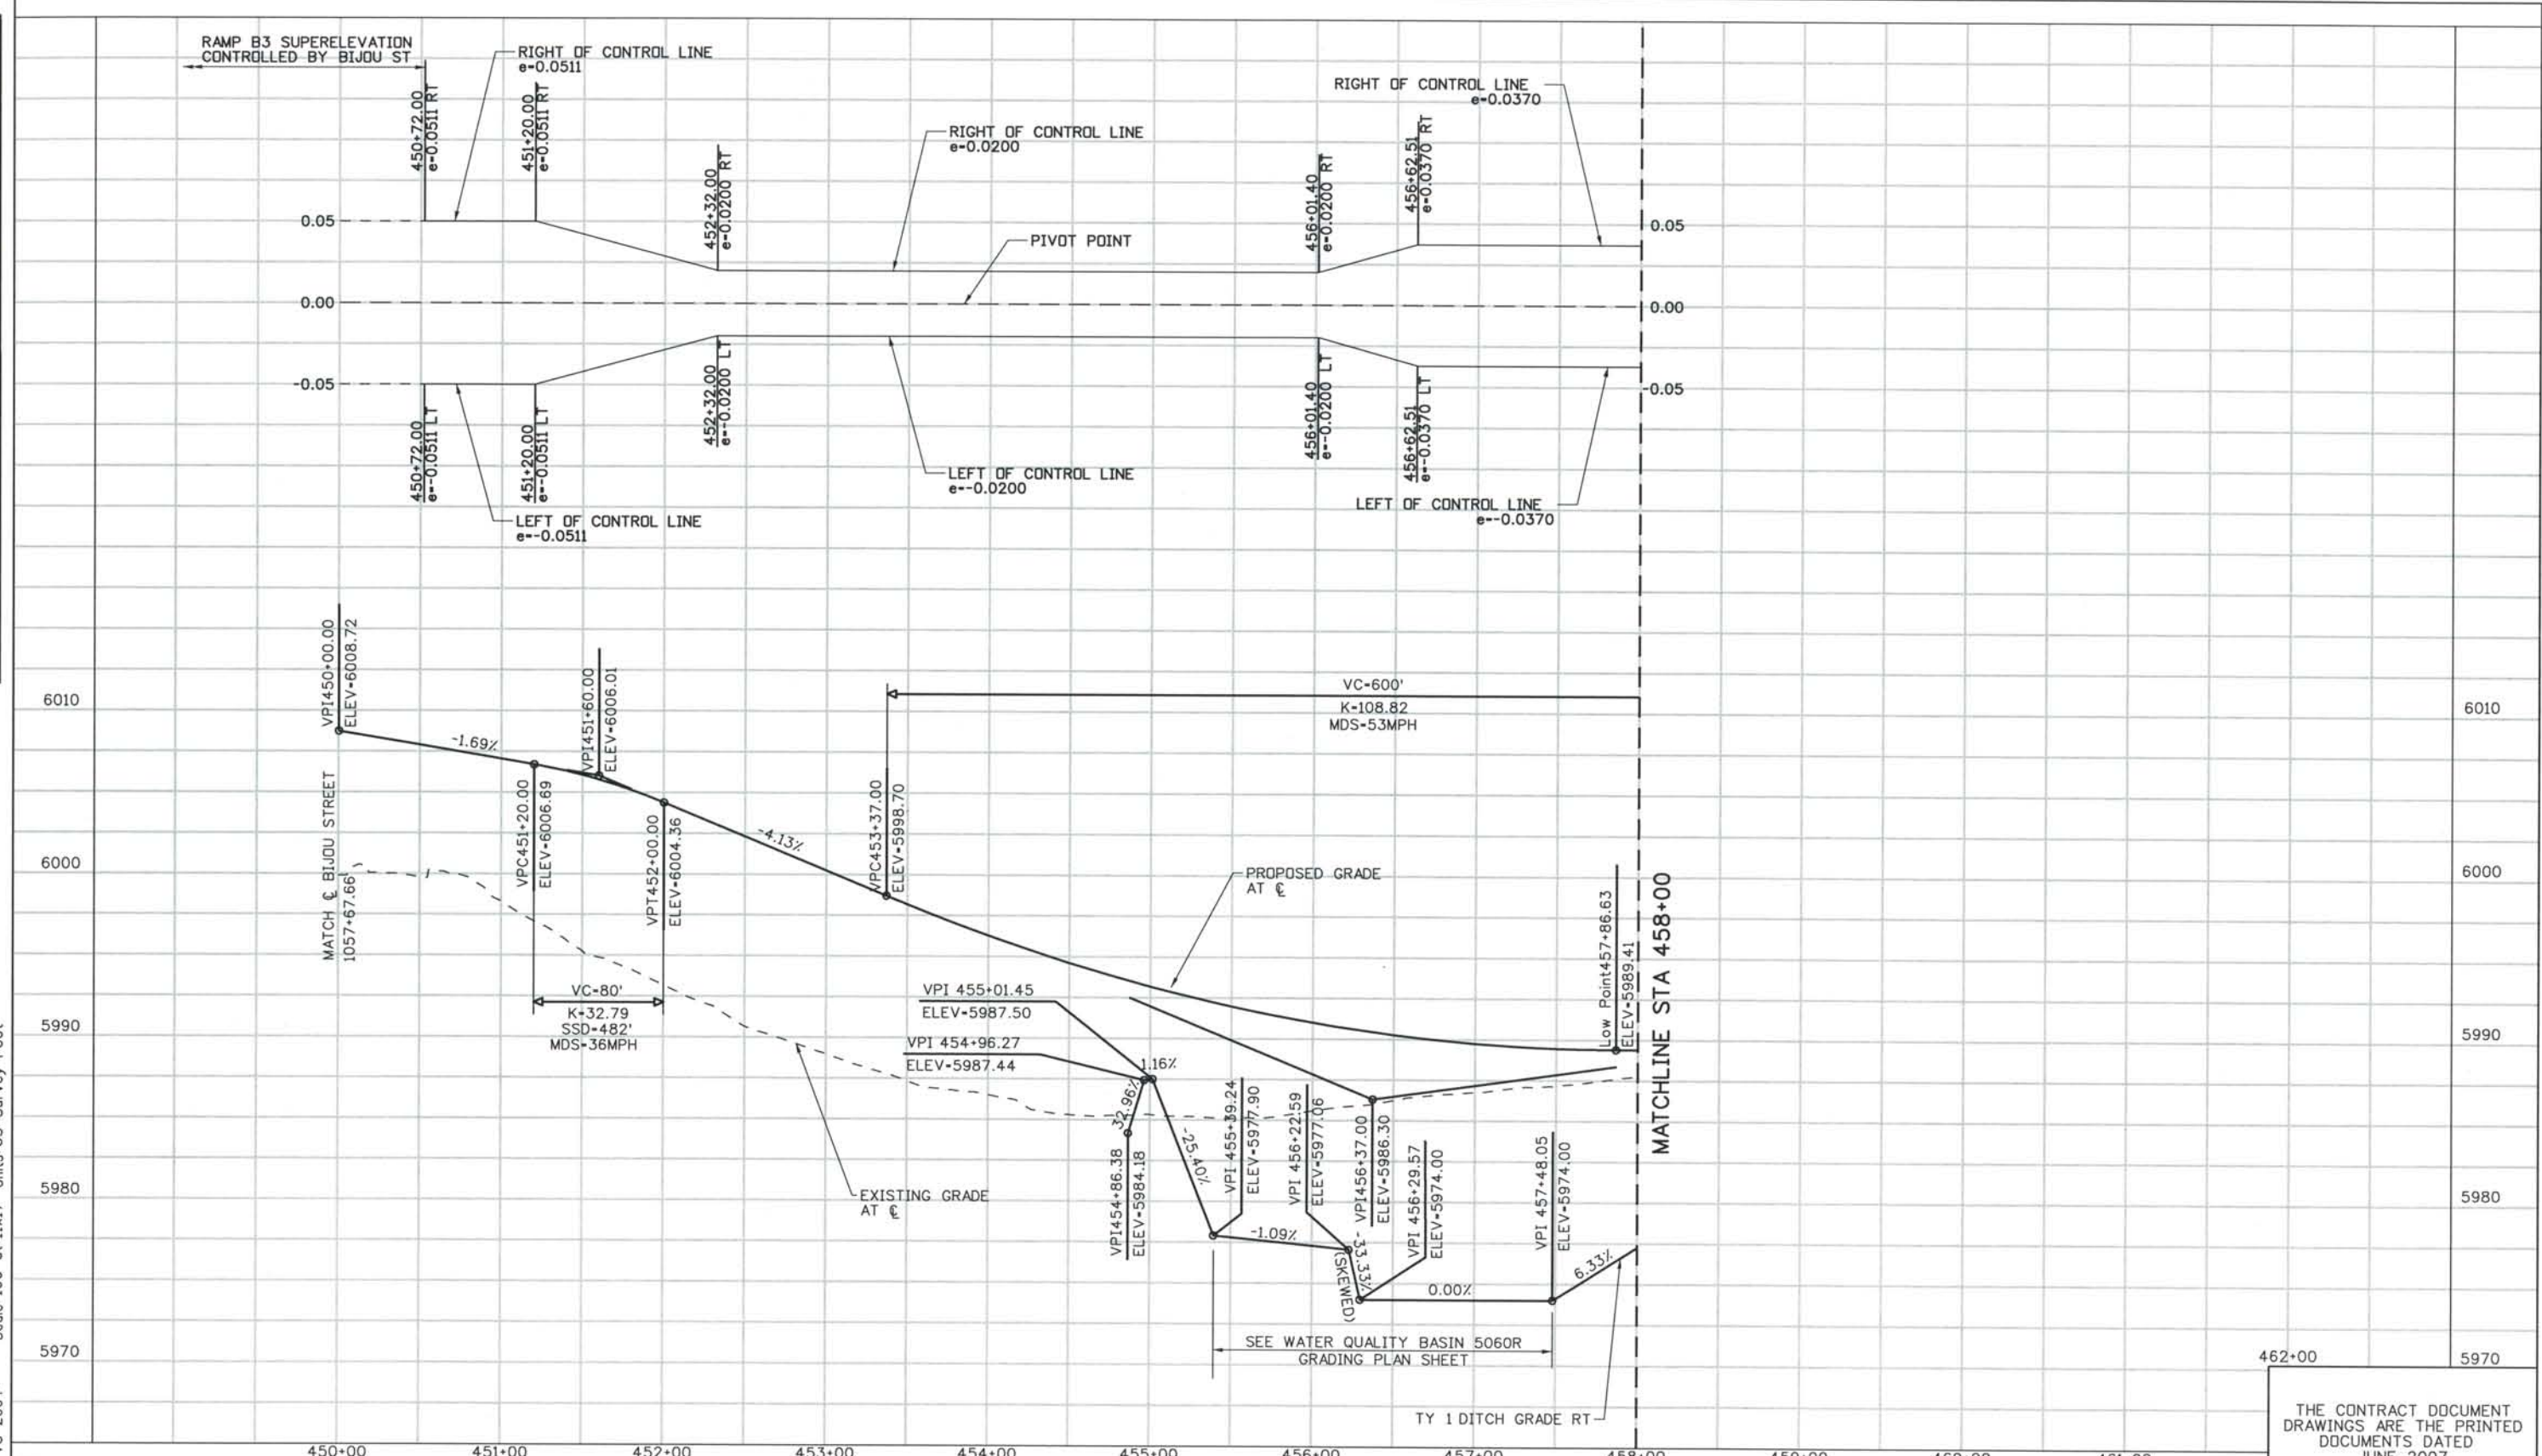 RAMP B3 SUPERELEVATION
CONTROLLED BY BIJOU ST
RIGHT OF CONTROL LINE
e=0.0511
450+72.00
e=0.0511 RT
451+20.00
e=0.0511 RT
452+32.00
e=0.0200 RT
RIGHT OF CONTROL LINE
e=0.0200
PIVOT POINT
456+01.40
e=0.0200 RT
456+62.51
e=0.0370 RT
RIGHT OF CONTROL LINE
e=0.0370
0.05
0.00
-0.05
0.05
0.00
-0.05
450+72.00
e=-0.0511 LT
451+20.00
e=-0.0511 LT
LEFT OF CONTROL LINE
e=-0.0511
452+32.00
e=-0.0200 LT
LEFT OF CONTROL LINE
e=-0.0200
456+01.40
e=-0.0200 LT
456+62.51
e=-0.0370 LT
LEFT OF CONTROL LINE
e=-0.0370
6010
6000
5990
5980
5970
VPI450+00.00
ELEV=6008.72
MATCH ℄ BIJOU STREET
1057+67.66
-1.69%
VPC451+20.00
ELEV=6006.69
VPI451+60.00
ELEV=6006.01
VPT452+00.00
ELEV=6004.36
VC=80'
K=32.79
SSD=482'
MDS=36MPH
-4.13%
VPC453+37.00
ELEV=5998.70
VC=600'
K=108.82
MDS=53MPH
PROPOSED GRADE
AT ℄
EXISTING GRADE
AT ℄
VPI 455+01.45
ELEV=5987.50
VPI 454+96.27
ELEV=5987.44
1.16%
32.96%
VPI454+86.38
ELEV=5984.18
-25.40%
VPI 455+39.24
ELEV=5977.90
-1.09%
VPI 456+22.59
ELEV=5977.06
VPI456+37.00
ELEV=5986.30
-33.33%
(SKEWED)
VPI 456+29.57
ELEV=5974.00
0.00%
VPI 457+48.05
ELEV=5974.00
6.33%
Low Point457+86.63
ELEV=5989.41
MATCHLINE STA 458+00
SEE WATER QUALITY BASIN 5060R
GRADING PLAN SHEET
TY 1 DITCH GRADE RT
6010
6000
5990
5980
5970
462+00
THE CONTRACT DOCUMENT
DRAWINGS ARE THE PRINTED
DOCUMENTS DATED
JUNE 2007
450+00
451+00
452+00
453+00
454+00
455+00
456+00
457+00
458+00